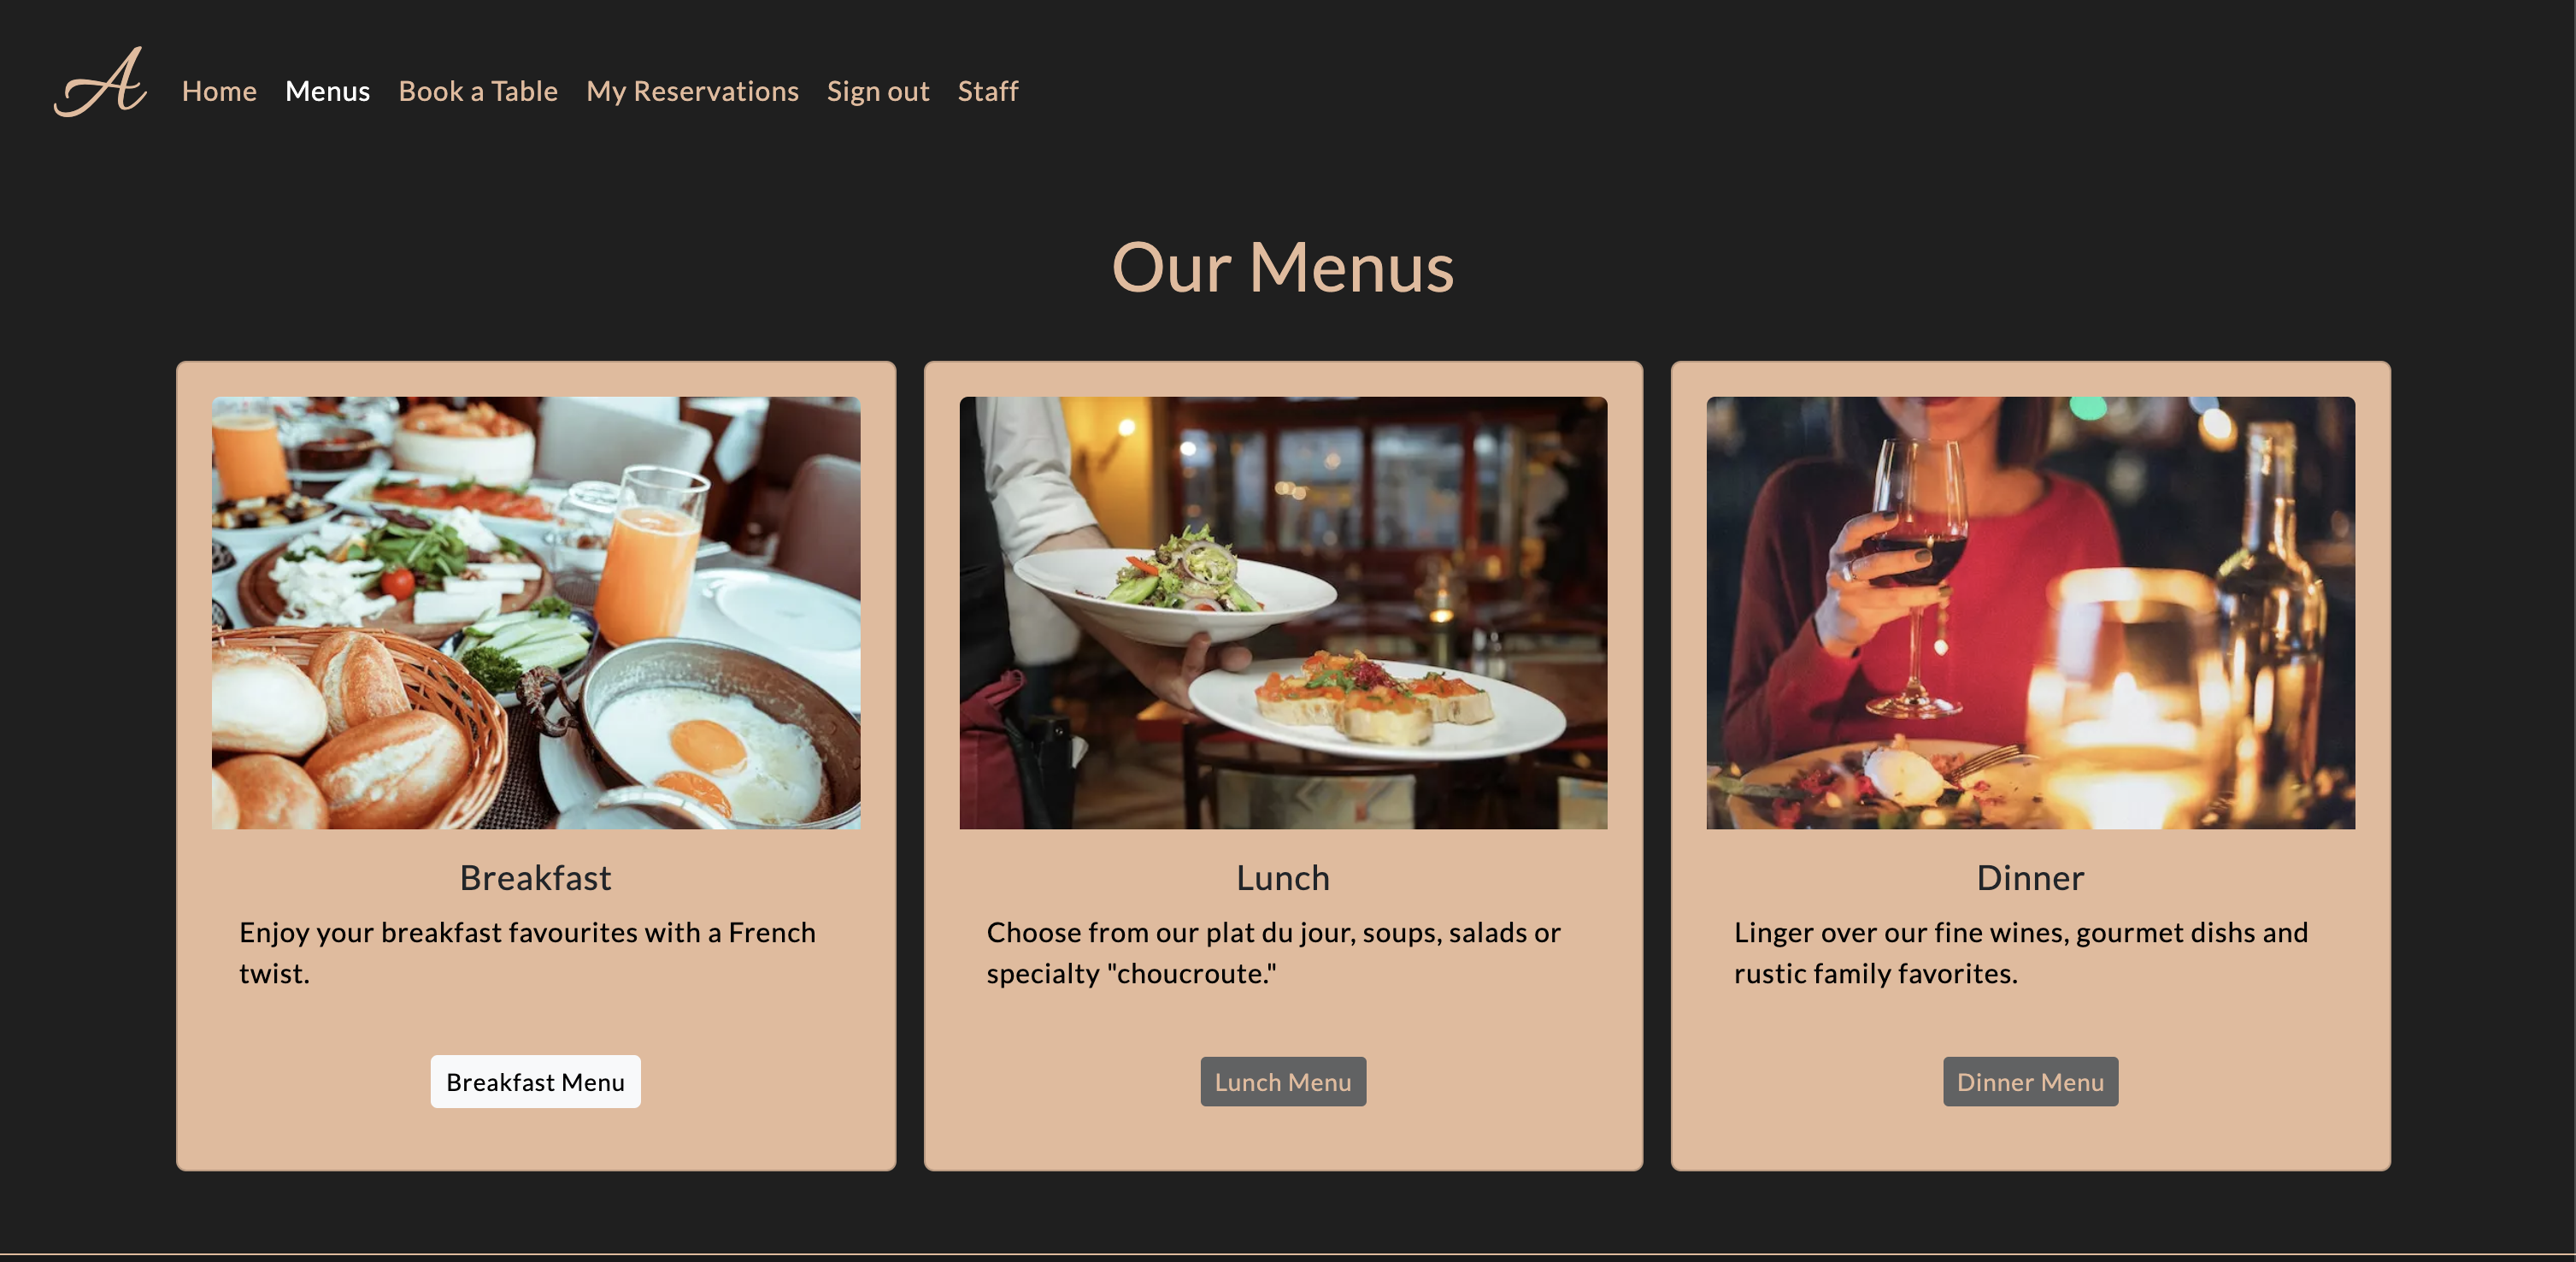 A
Home Menus Book a Table My Reservations Sign out Staff
Our Menus
Breakfast
Enjoy your breakfast favourites with a French
twist.
Breakfast Menu
Lunch
Choose from our plat du jour, soups, salads or
specialty "choucroute."
Lunch Menu
Dinner
Linger over our fine wines, gourmet dishs and
rustic family favorites.
Dinner Menu